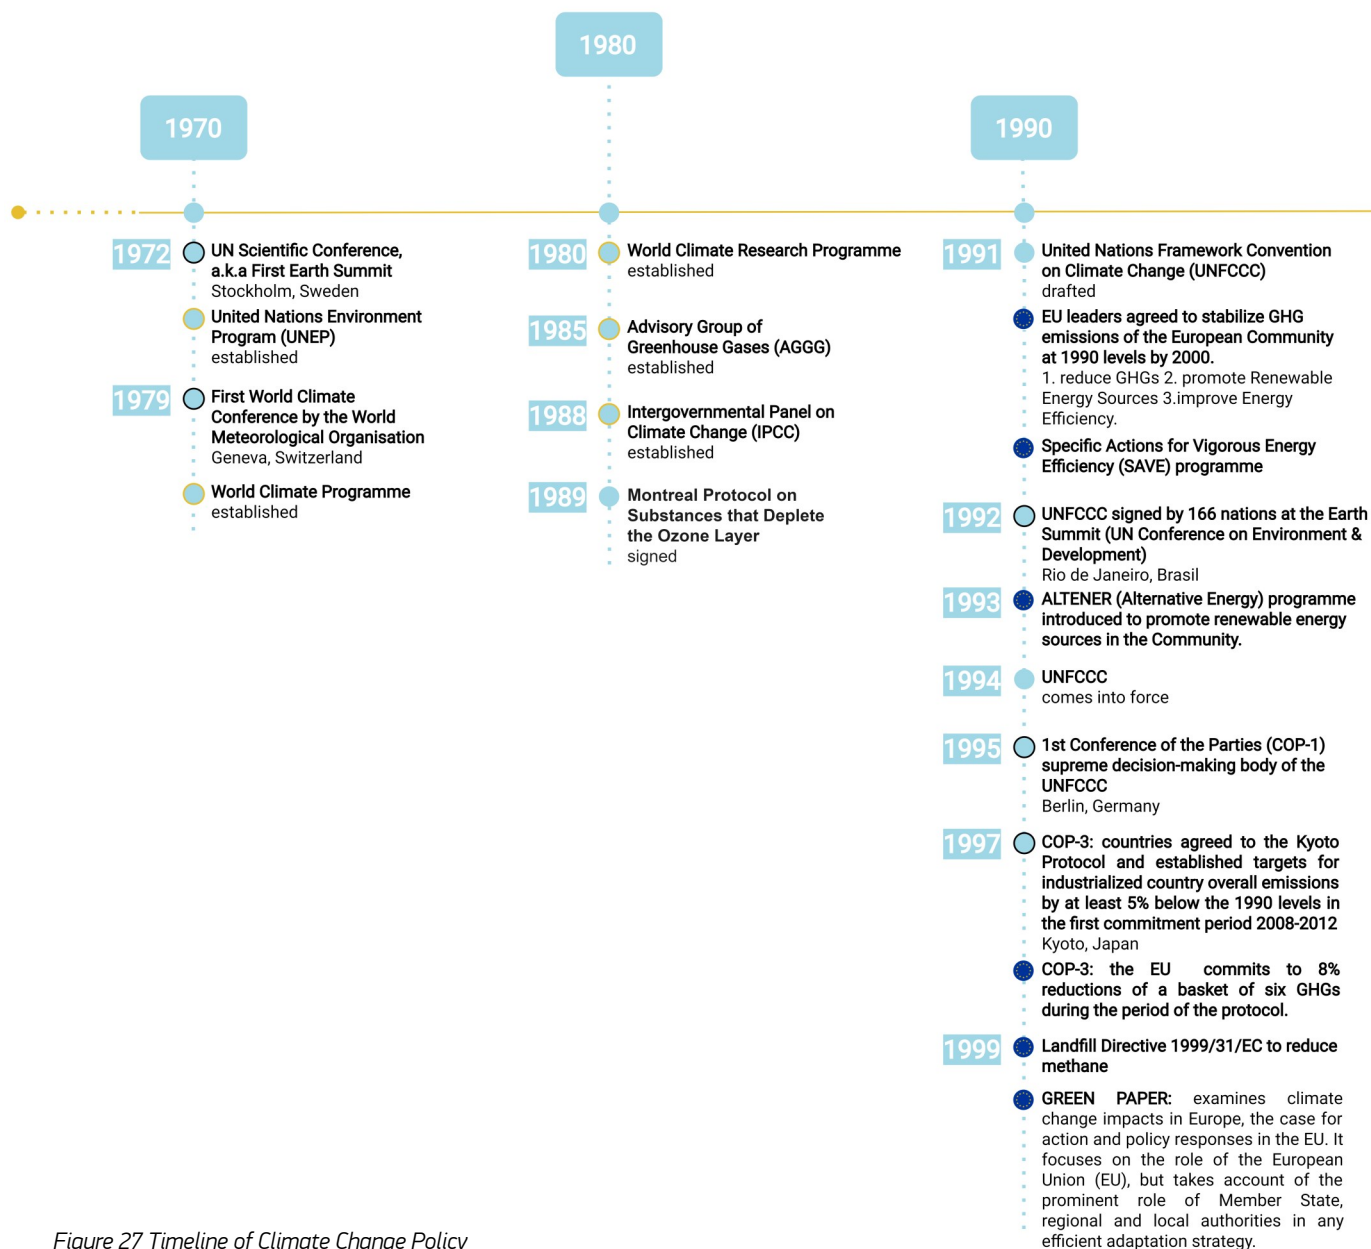 1980
1970
1990
1972
UN Scientific Conference,
a.k.a First Earth Summit
Stockholm, Sweden
United Nations Environment
Program (UNEP)
established
1979
First World Climate
Conference by the World
Meteorological Organisation
Geneva, Switzerland
World Climate Programme
established
1980
World Climate Research Programme
established
1985
Advisory Group of
Greenhouse Gases (AGGG)
established
1988
Intergovernmental Panel on
Climate Change (IPCC)
established
1989
Montreal Protocol on
Substances that Deplete
the Ozone Layer
signed
1991
United Nations Framework Convention
on Climate Change (UNFCCC)
drafted
EU leaders agreed to stabilize GHG
emissions of the European Community
at 1990 levels by 2000.
1. reduce GHGs 2. promote Renewable
Energy Sources 3.improve Energy
Efficiency.
Specific Actions for Vigorous Energy
Efficiency (SAVE) programme
1992
UNFCCC signed by 166 nations at the Earth
Summit (UN Conference on Environment &
Development)
Rio de Janeiro, Brasil
1993
ALTENER (Alternative Energy) programme
introduced to promote renewable energy
sources in the Community.
1994
UNFCCC
comes into force
1995
1st Conference of the Parties (COP-1)
supreme decision-making body of the
UNFCCC
Berlin, Germany
1997
COP-3: countries agreed to the Kyoto
Protocol and established targets for
industrialized country overall emissions
by at least 5% below the 1990 levels in
the first commitment period 2008-2012
Kyoto, Japan
COP-3: the EU commits to 8%
reductions of a basket of six GHGs
during the period of the protocol.
1999
Landfill Directive 1999/31/EC to reduce
methane
GREEN PAPER: examines climate
change impacts in Europe, the case for
action and policy responses in the EU. It
focuses on the role of the European
Union (EU), but takes account of the
prominent role of Member State,
regional and local authorities in any
efficient adaptation strategy.
Figure 27 Timeline of Climate Change Policy